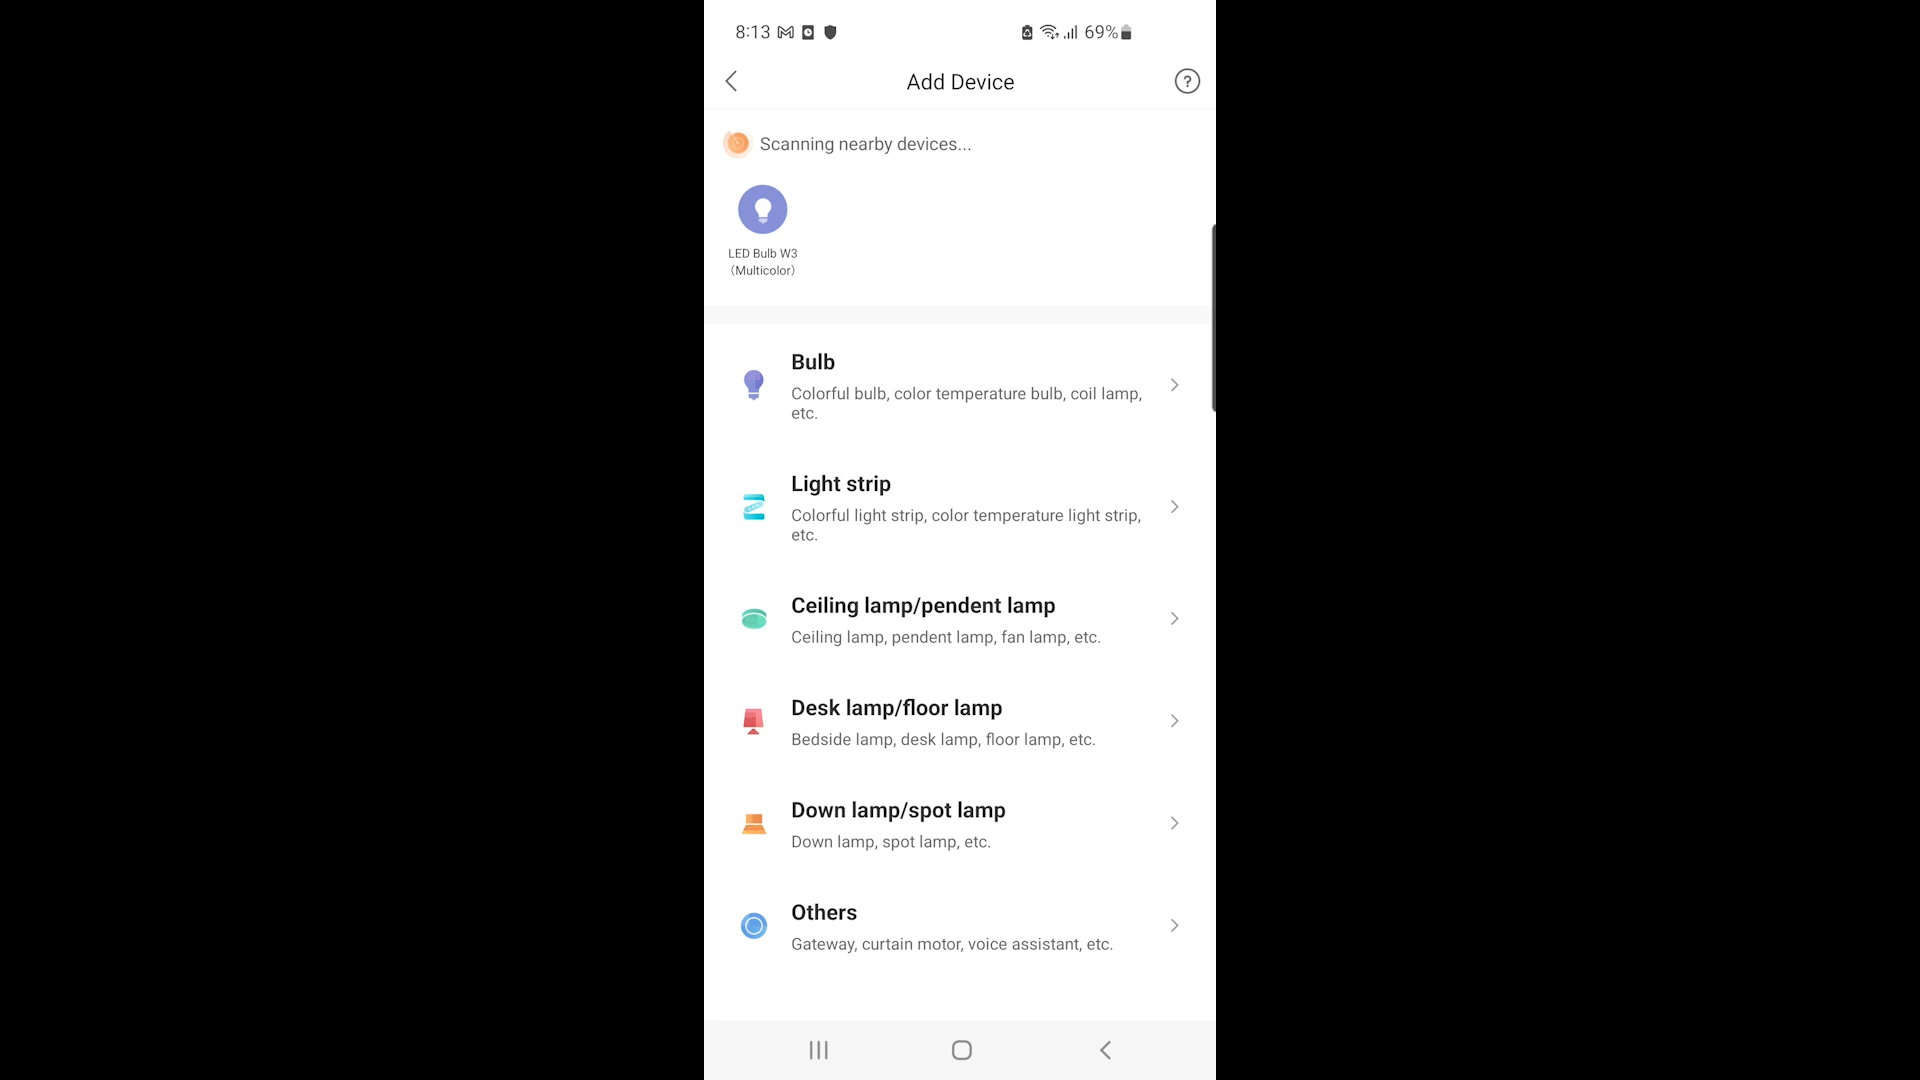 8:13 69%
Add Device
?
Scanning nearby devices...
LED Bulb W3
(Multicolor)
Bulb
Colorful bulb, color temperature bulb, coil lamp,
etc.
Light strip
Colorful light strip, color temperature light strip,
etc.
Ceiling lamp/pendent lamp
Ceiling lamp, pendent lamp, fan lamp, etc.
Desk lamp/floor lamp
Bedside lamp, desk lamp, floor lamp, etc.
Down lamp/spot lamp
Down lamp, spot lamp, etc.
Others
Gateway, curtain motor, voice assistant, etc.